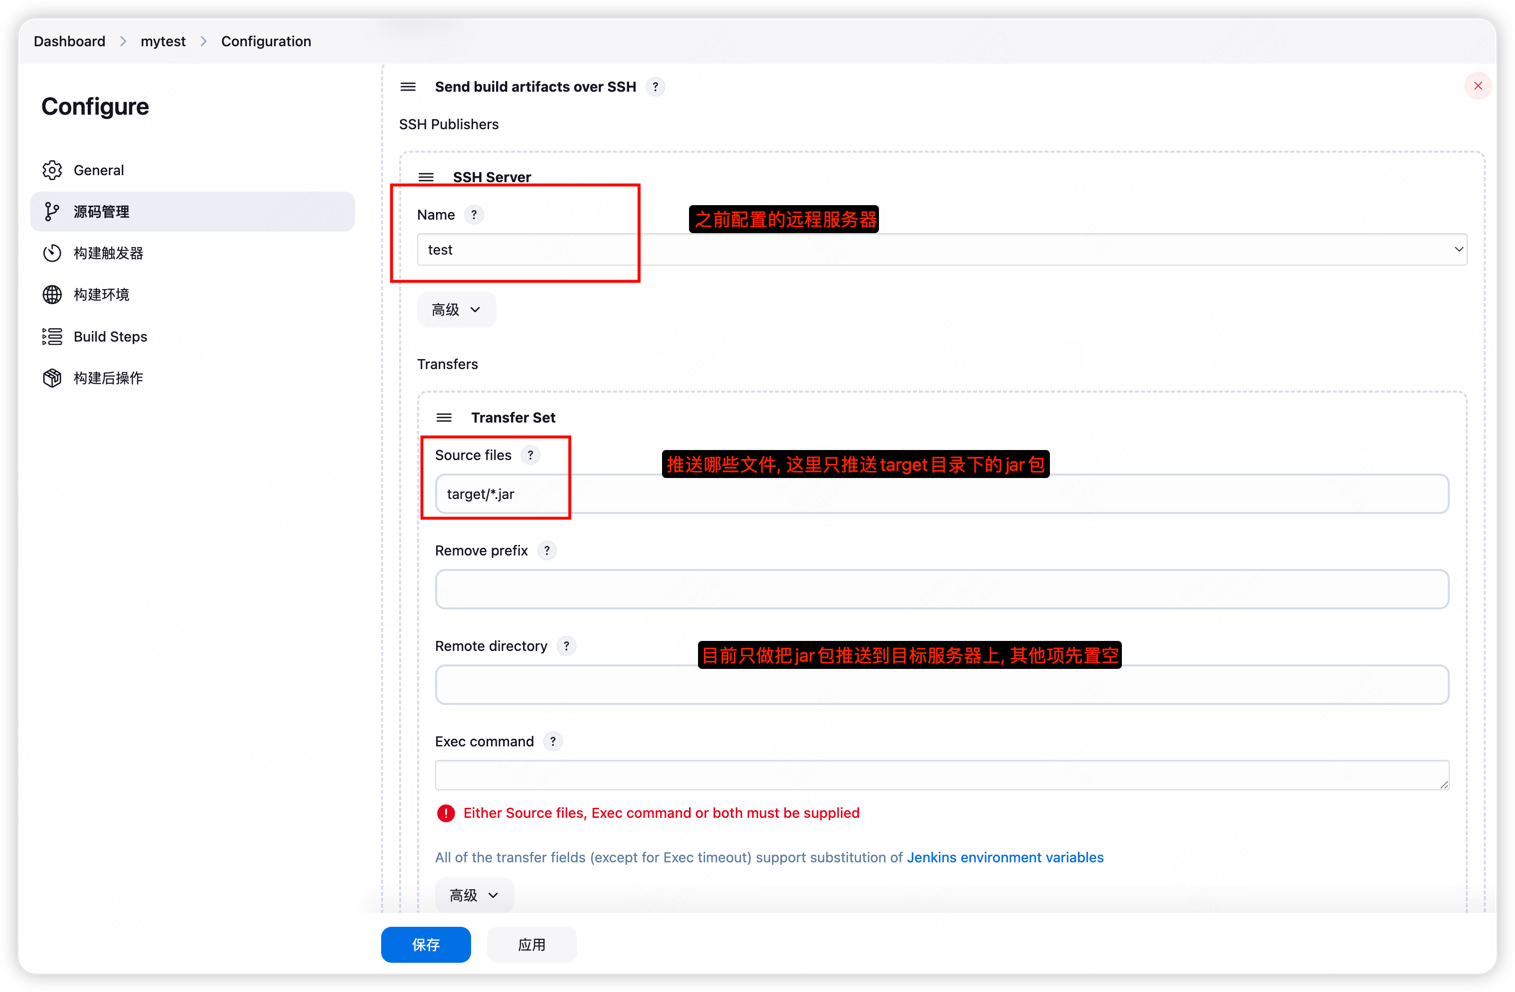 Dashboard > mytest > Configuration
Configure
General
源码管理
构建触发器
构建环境
Build Steps
构建后操作
Send build artifacts over SSH ?
SSH Publishers
SSH Server
Name ?
之前配置的远程服务器
test
高级
Transfers
Transfer Set
Source files ?
推送哪些文件, 这里只推送target目录下的jar包
target/*.jar
Remove prefix ?
Remote directory ?
目前只做把jar包推送到目标服务器上, 其他项先置空
Exec command ?
Either Source files, Exec command or both must be supplied
All of the transfer fields (except for Exec timeout) support substitution of Jenkins environment variables
高级
保存
应用